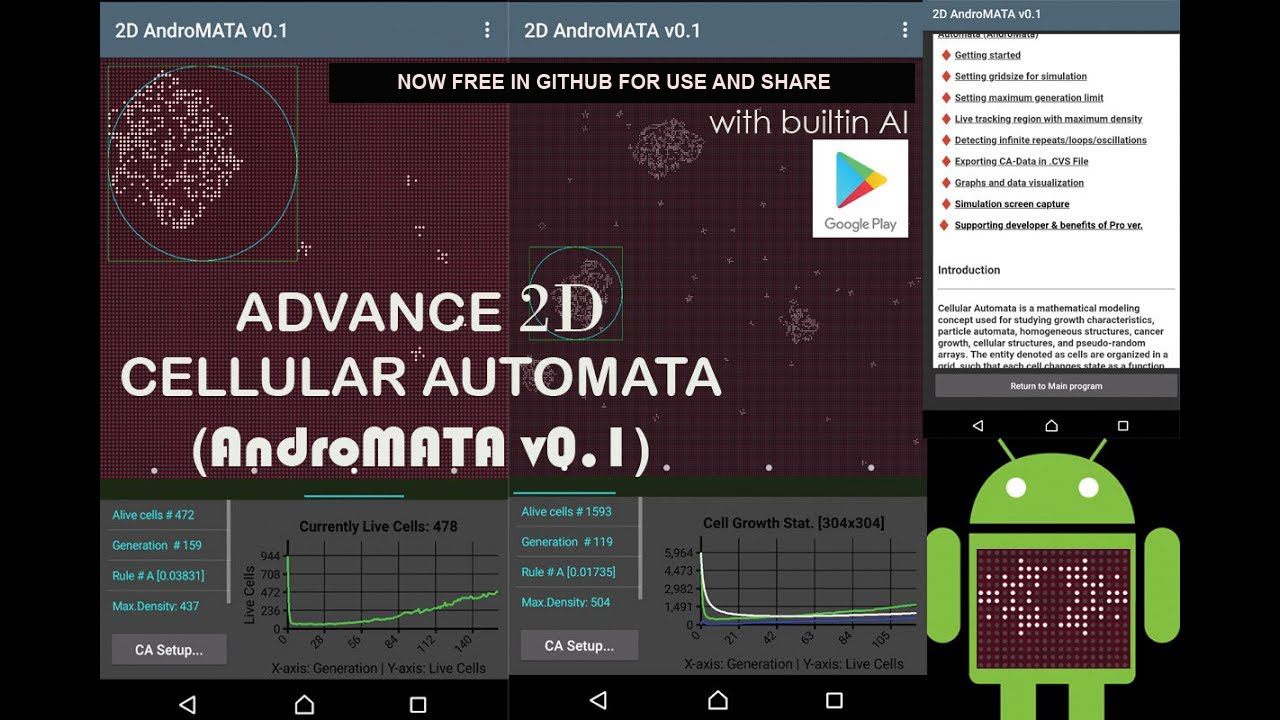 2D AndroMATA v0.1
2D AndroMATA v0.1
2D AndroMATA v0.1
NOW FREE IN GITHUB FOR USE AND SHARE
with builtin AI
Google Play
ADVANCE 2D
CELLULAR AUTOMATA
(AndroMATA v0.1)
Alive cells # 472
Generation # 159
Rule # A [0.03831]
Max.Density: 437
CA Setup...
Currently Live Cells: 478
Live Cells
944
708
472
236
0
0
28
56
84
112
140
X-axis: Generation | Y-axis: Live Cells
Alive cells # 1593
Generation # 119
Rule # A [0.01735]
Max.Density: 504
CA Setup...
Cell Growth Stat. [304x304]
5,964
4,473
2,982
1,491
0
0
21
42
63
84
105
X-axis: Generation | Y-axis: Live Cells
Automata (AndroMata)
Getting started
Setting gridsize for simulation
Setting maximum generation limit
Live tracking region with maximum density
Detecting infinite repeats/loops/oscillations
Exporting CA-Data in .CVS File
Graphs and data visualization
Simulation screen capture
Supporting developer & benefits of Pro ver.
Introduction
Cellular Automata is a mathematical modeling
concept used for studying growth characteristics,
particle automata, homogeneous structures, cancer
growth, cellular structures, and pseudo-random
arrays. The entity denoted as cells are organized in a
grid, such that each cell changes state as a function
Return to Main program